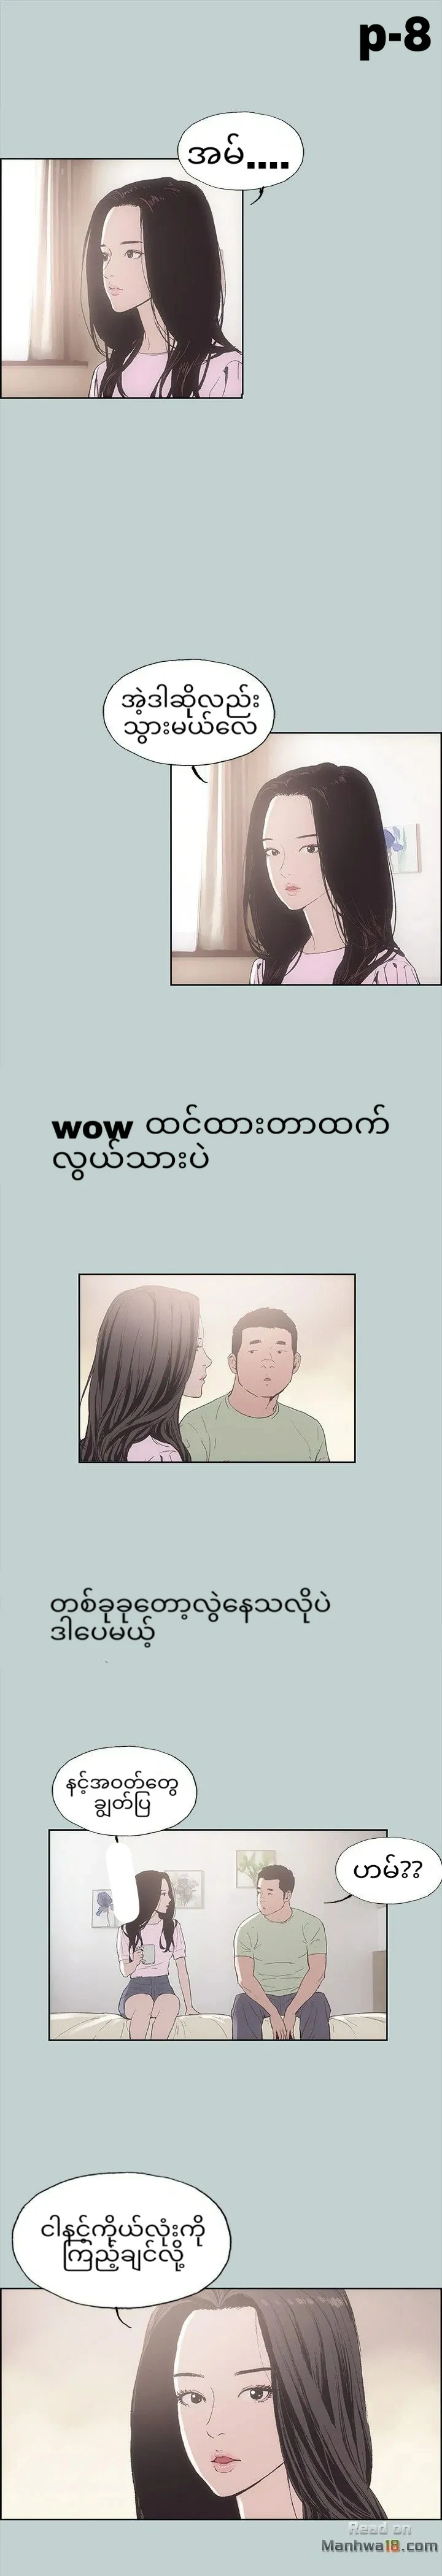 p-8
အမ်....
အဲ့ဒါဆိုလည်း
သွားမယ်လေ
wow ထင်ထားတာထက်
လွယ်သားပဲ
တစ်ခုခုတော့လွဲနေသလိုပဲ
ဒါပေမယ့်
နင့်အဝတ်တွေ
ချွတ်ပြ
ဟမ်??
ငါနင့်ကိုယ်လုံးကို
ကြည့်ချင်လို့
Read on
Manhwa18.com